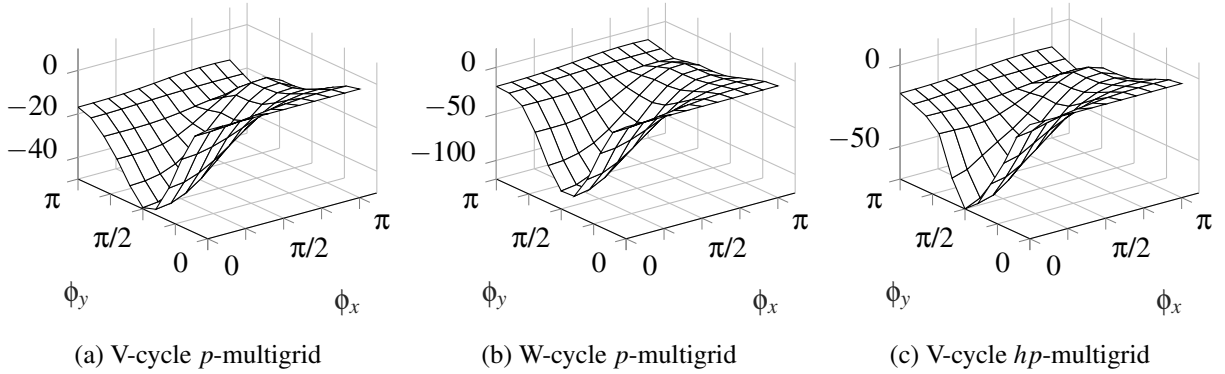 0
−20
−40
π
π/2
0
0
π/2
π
ϕy
ϕx
(a) V-cycle p-multigrid
0
−50
−100
π
π/2
0
0
π/2
π
ϕy
ϕx
(b) W-cycle p-multigrid
0
−50
π
π/2
0
0
π/2
π
ϕy
ϕx
(c) V-cycle hp-multigrid